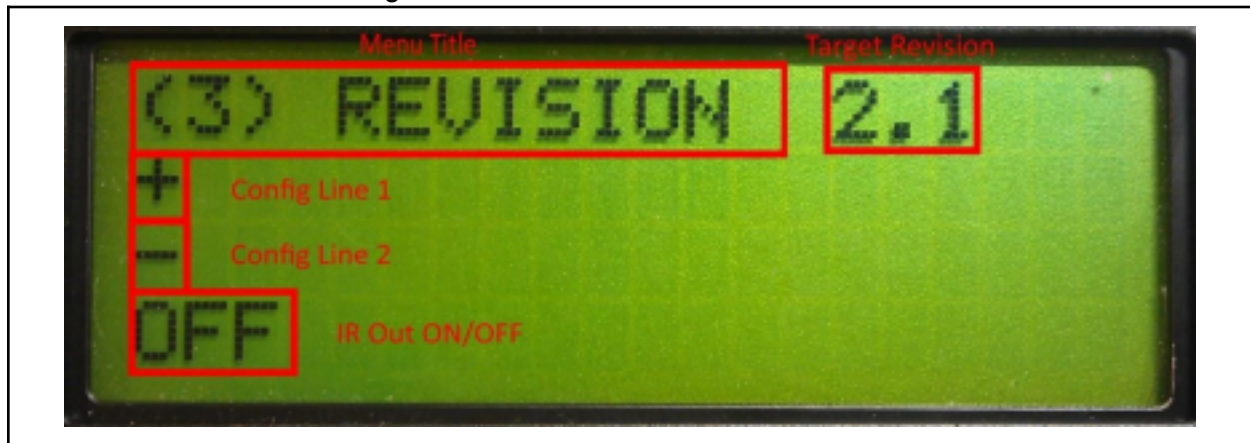 Menu Title Target Revision
(3) REVISION 2.1
+ Config Line 1
- Config Line 2
OFF IR Out ON/OFF